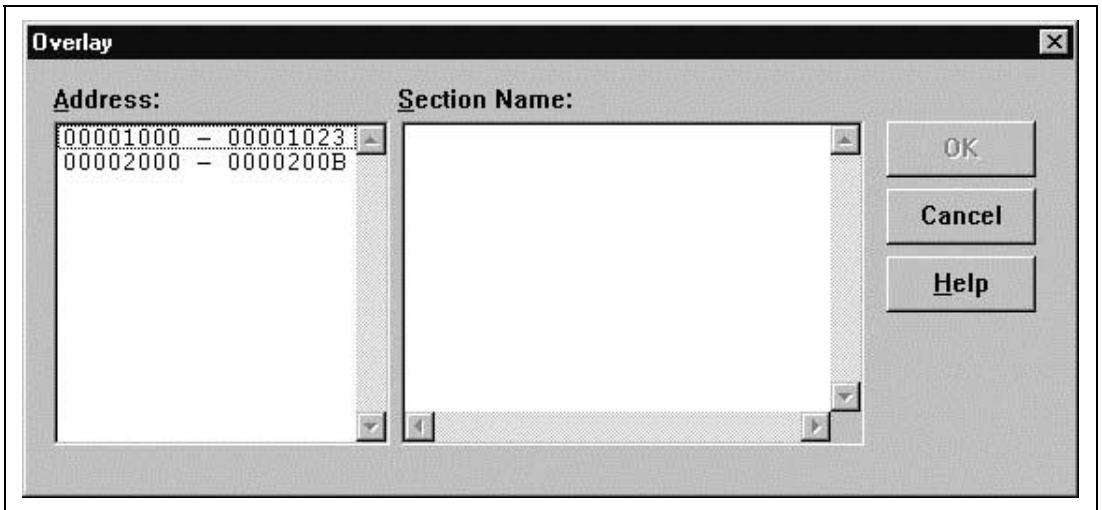 Overlay
Address:
Section Name:
00001000 – 00001023
00002000 – 0000200B
OK
Cancel
Help